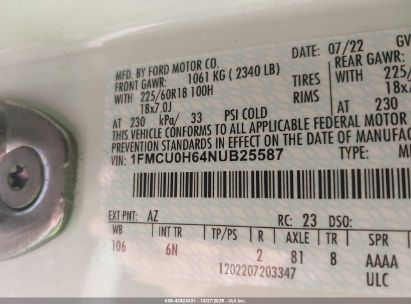 DATE: 07/22 GV
MFD. BY FORD MOTOR CO.
FRONT GAWR: 1061 KG ( 2340 LB) REAR GAWR:
WITH TIRES 225/
225/60R18 100H
WITH RIMS 18x7
18x7.0J
AT 230 kPa/ 33 PSI COLD AT 230
THIS VEHICLE CONFORMS TO ALL APPLICABLE FEDERAL MOTOR
PREVENTION STANDARDS IN EFFECT ON THE DATE OF MANUFAC
VIN: 1FMCU0H64NUB25587 TYPE:
EXT PNT: AZ RC: 23 DSO:
WB INT TR TP/PS R AXLE TR SPR
106 6N 2 81 8 AAAA
1202207203347 ULC